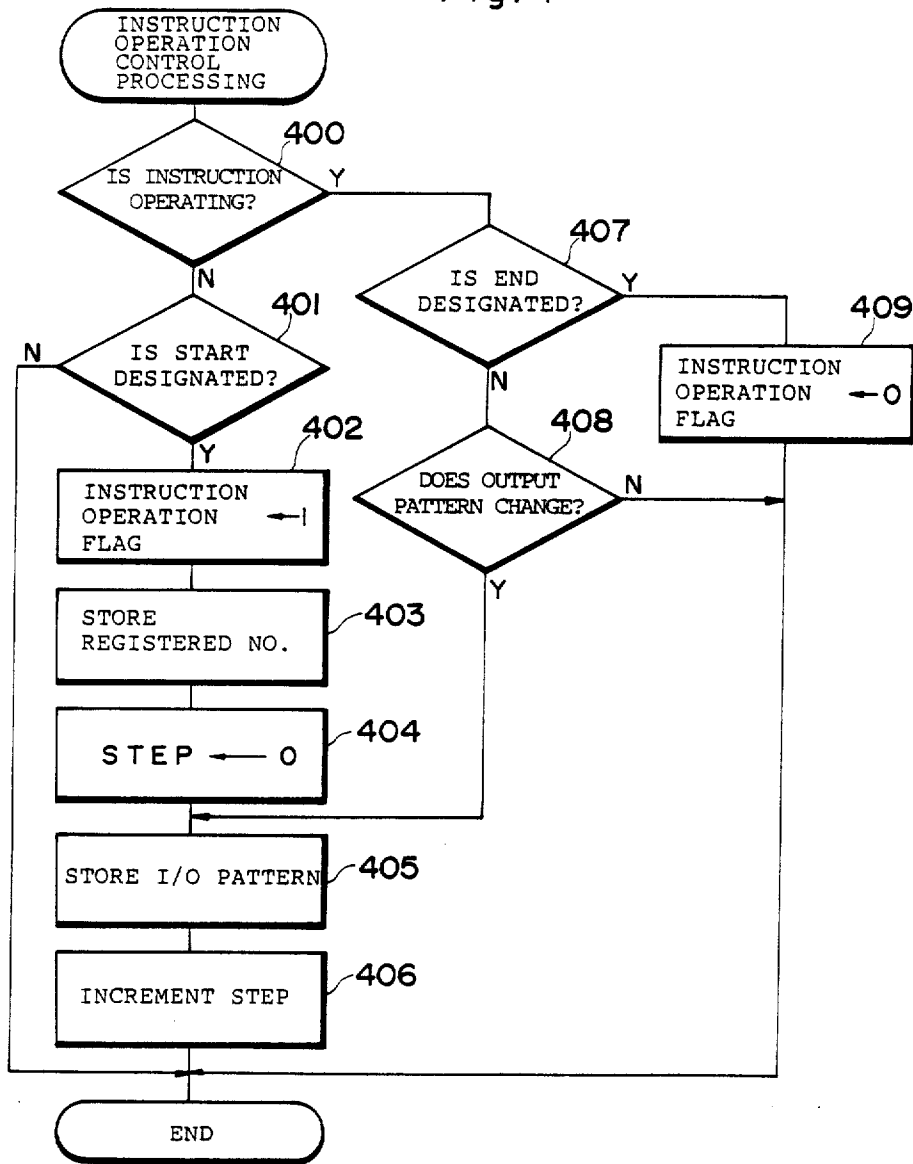 INSTRUCTION
OPERATION
CONTROL
PROCESSING
400
IS INSTRUCTION
OPERATING?
Y
N
407
IS END
DESIGNATED?
Y
N
401
IS START
DESIGNATED?
N
Y
409
INSTRUCTION
OPERATION ←0
FLAG
408
DOES OUTPUT
PATTERN CHANGE?
N
Y
402
INSTRUCTION
OPERATION ←1
FLAG
403
STORE
REGISTERED NO.
404
STEP ← 0
405
STORE I/O PATTERN
406
INCREMENT STEP
END